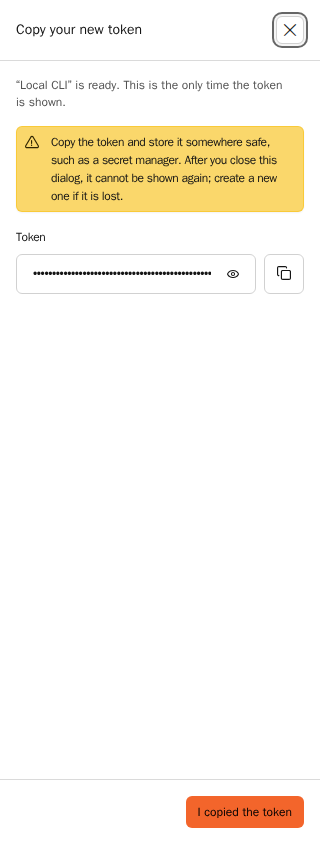 Copy your new token
“Local CLI” is ready. This is the only time the token
is shown.
Copy the token and store it somewhere safe,
such as a secret manager. After you close this
dialog, it cannot be shown again; create a new
one if it is lost.
Token
••••••••••••••••••••••••••••••••••••••••••••••••
I copied the token